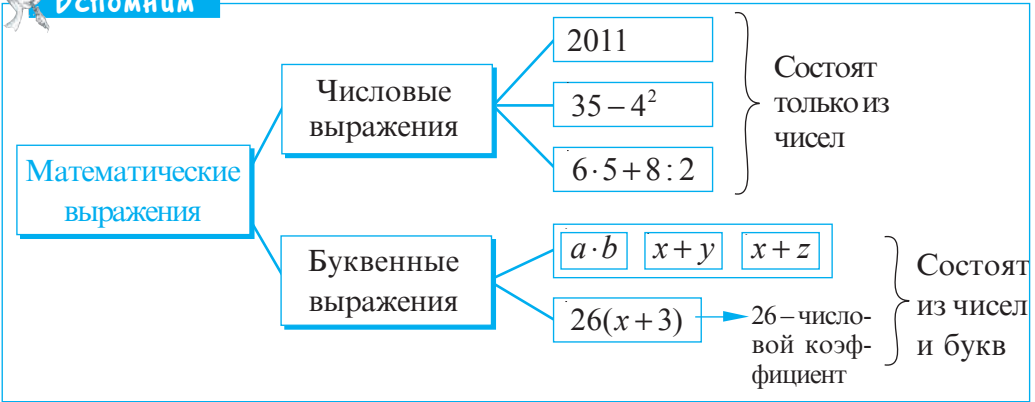 Вспомним
Математические
выражения
Числовые
выражения
2011
35 – 4²
6 · 5 + 8 : 2
Состоят
только из
чисел
Буквенные
выражения
a · b   x + y   x + z
26(x + 3)
26 – число-
вой коэф-
фициент
Состоят
из чисел
и букв